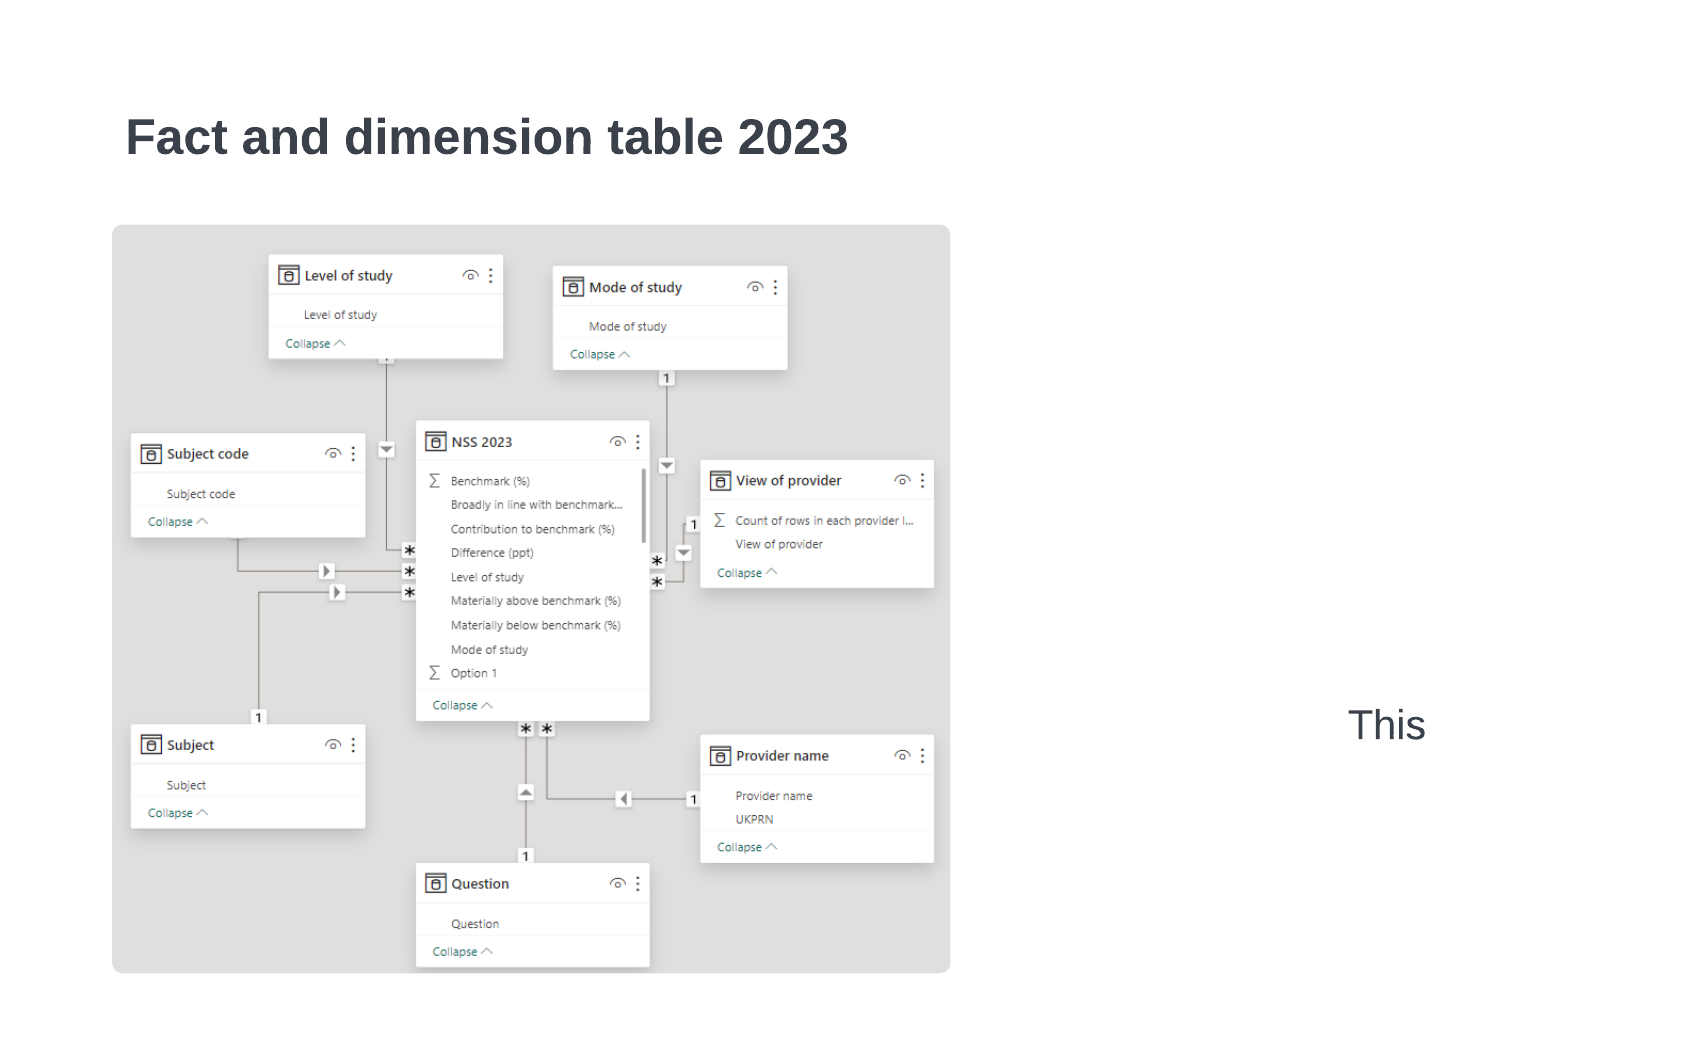 Fact and dimension table 2023
Level of study
Level of study
Collapse
Mode of study
Mode of study
Collapse
1
1
Subject code
Subject code
Collapse
NSS 2023
Benchmark (%)
Broadly in line with benchmark...
Contribution to benchmark (%)
Difference (ppt)
Level of study
Materially above benchmark (%)
Materially below benchmark (%)
Mode of study
Option 1
Collapse
*
*
*
*
*
View of provider
Count of rows in each provider l...
View of provider
Collapse
1
Subject
Subject
Collapse
* *
1
Provider name
Provider name
UKPRN
Collapse
1
Question
Question
Collapse
This